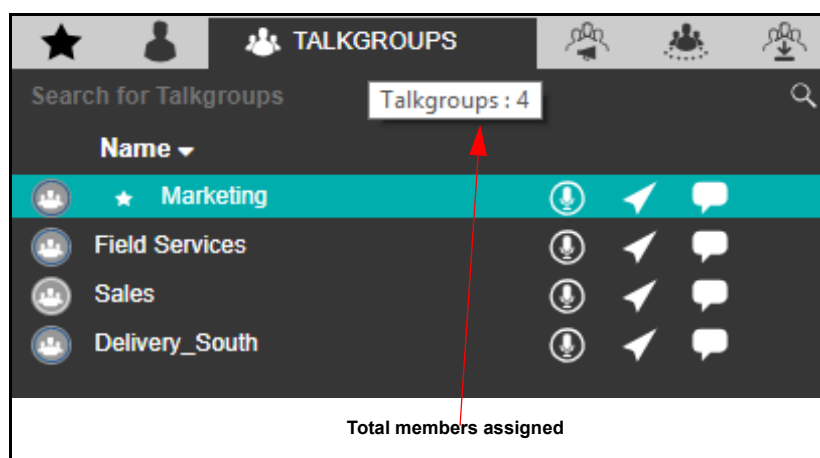 TALKGROUPS
Search for Talkgroups
Talkgroups : 4
Name
Marketing
Field Services
Sales
Delivery_South
Total members assigned